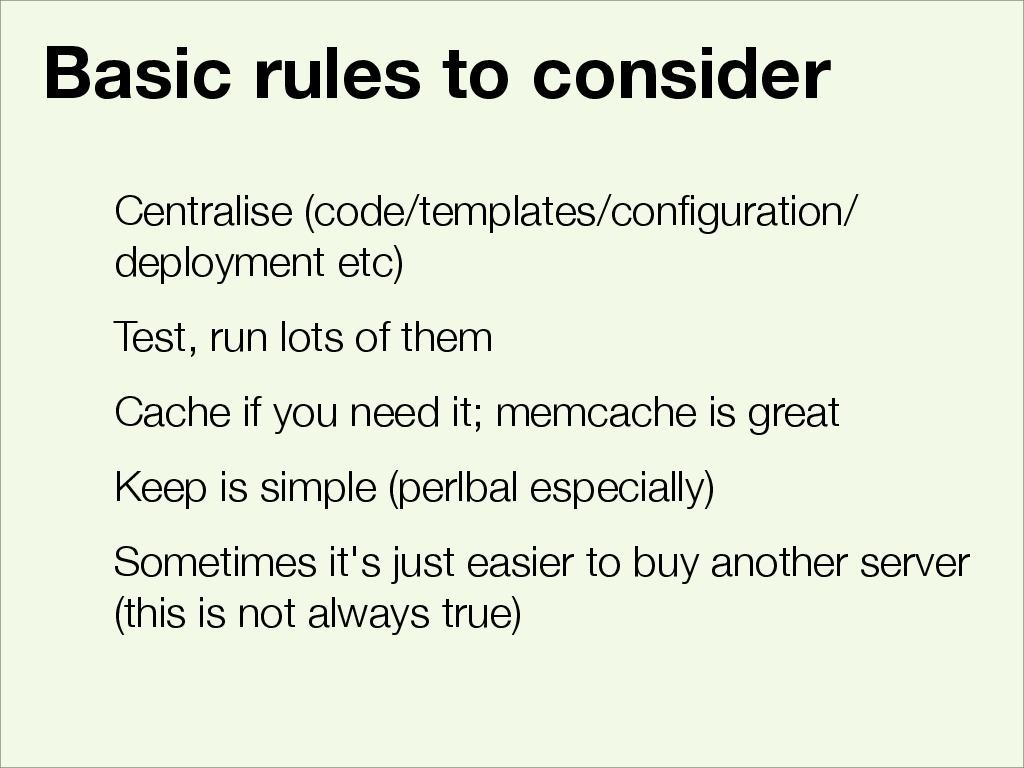 Basic rules to consider
Centralise (code/templates/configuration/
deployment etc)
Test, run lots of them
Cache if you need it; memcache is great
Keep is simple (perlbal especially)
Sometimes it's just easier to buy another server
(this is not always true)